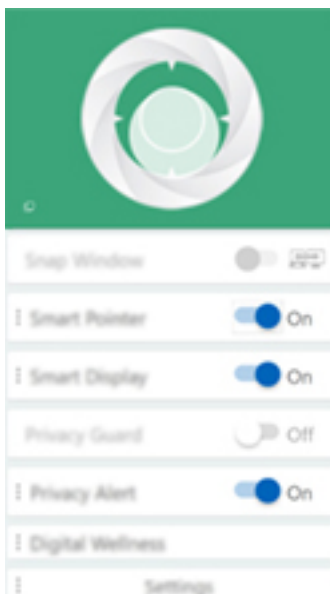 Snap Window
Smart Pointer On
Smart Display On
Privacy Guard Off
Privacy Alert On
Digital Wellness
Settings